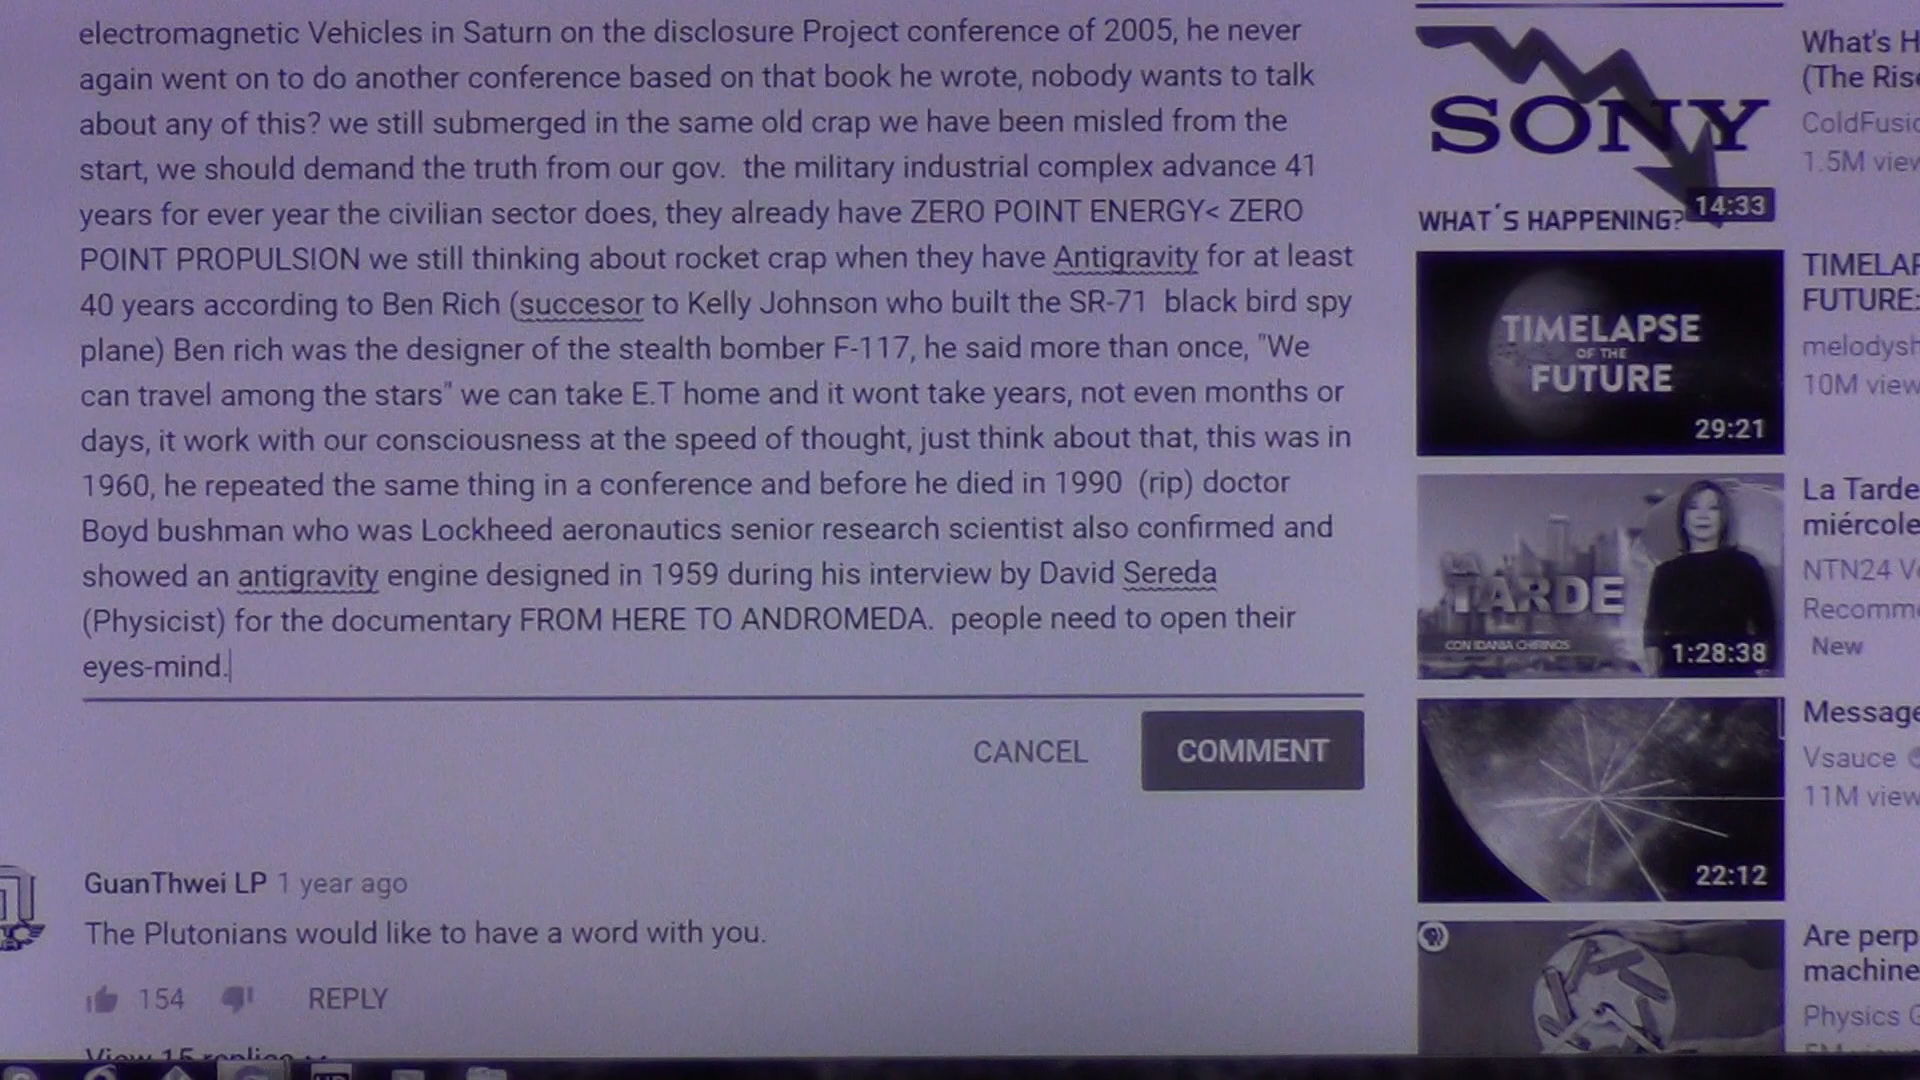 electromagnetic Vehicles in Saturn on the disclosure Project conference of 2005, he never
again went on to do another conference based on that book he wrote, nobody wants to talk
about any of this? we still submerged in the same old crap we have been misled from the
start, we should demand the truth from our gov.  the military industrial complex advance 41
years for ever year the civilian sector does, they already have ZERO POINT ENERGY< ZERO
POINT PROPULSION we still thinking about rocket crap when they have Antigravity for at least
40 years according to Ben Rich (succesor to Kelly Johnson who built the SR-71  black bird spy
plane) Ben rich was the designer of the stealth bomber F-117, he said more than once, "We
can travel among the stars" we can take E.T home and it wont take years, not even months or
days, it work with our consciousness at the speed of thought, just think about that, this was in
1960, he repeated the same thing in a conference and before he died in 1990  (rip) doctor
Boyd bushman who was Lockheed aeronautics senior research scientist also confirmed and
showed an antigravity engine designed in 1959 during his interview by David Sereda
(Physicist) for the documentary FROM HERE TO ANDROMEDA.  people need to open their
eyes-mind.
CANCEL
COMMENT
GuanThwei LP 1 year ago
The Plutonians would like to have a word with you.
154
REPLY
View 15 replies
SONY
WHAT´S HAPPENING?
14:33
What's H
(The Rise
ColdFusio
1.5M view
TIMELAPSE
OF THE
FUTURE
29:21
TIMELAP
FUTURE:
melodysh
10M view
LA
TARDE
CON IDANIA CHIRINOS
1:28:38
La Tarde
miércole
NTN24 Ve
Recomme
New
22:12
Message
Vsauce
11M view
Are perp
machine
Physics G